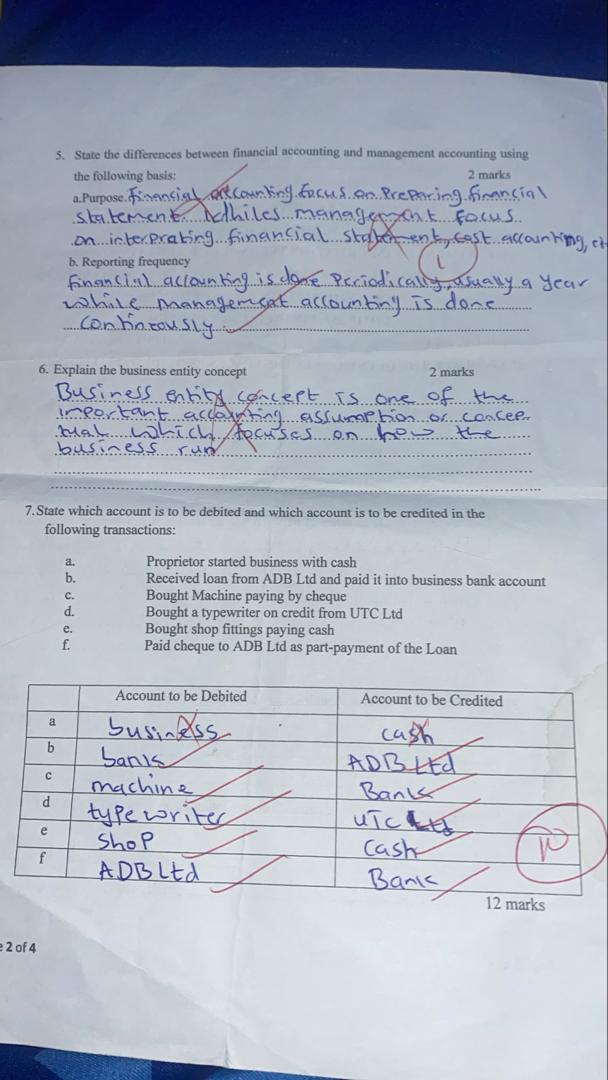 5. State the differences between financial accounting and management accounting using
the following basis: 2 marks
a.Purpose. Financial accounting focus on Preparing financial
statement. Whiles management focus
on interprating financial statement, cost accounting, etc
1
b. Reporting frequency
financial accounting is done Periodically, usually a year
while management accounting is done
continously
6. Explain the business entity concept 2 marks
Business entity concept is one of the
important accounting assumption or concep
tual which focuses on how the
business run
7. State which account is to be debited and which account is to be credited in the
following transactions:
a. Proprietor started business with cash
b. Received loan from ADB Ltd and paid it into business bank account
c. Bought Machine paying by cheque
d. Bought a typewriter on credit from UTC Ltd
e. Bought shop fittings paying cash
f. Paid cheque to ADB Ltd as part-payment of the Loan
Account to be Debited Account to be Credited
a business cash
b bank ADB Ltd
c machine Bank
d typewriter UTC Ltd
e Shop Cash
f ADB Ltd Bank
10
12 marks
2 of 4